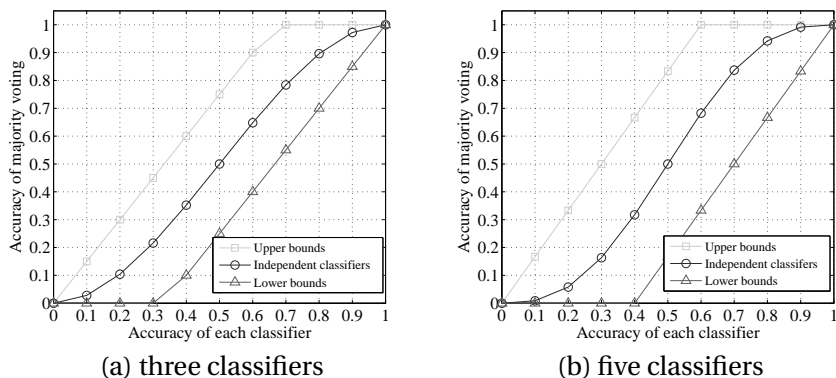 1
0.9
0.8
0.7
0.6
0.5
0.4
0.3
0.2
0.1
0
Accuracy of majority voting
Upper bounds
Independent classifiers
Lower bounds
0 0.1 0.2 0.3 0.4 0.5 0.6 0.7 0.8 0.9 1
Accuracy of each classifier
(a) three classifiers
1
0.9
0.8
0.7
0.6
0.5
0.4
0.3
0.2
0.1
0
Accuracy of majority voting
Upper bounds
Independent classifers
Lower bounds
0 0.1 0.2 0.3 0.4 0.5 0.6 0.7 0.8 0.9 1
Accuracy of each classifier
(b) five classifiers